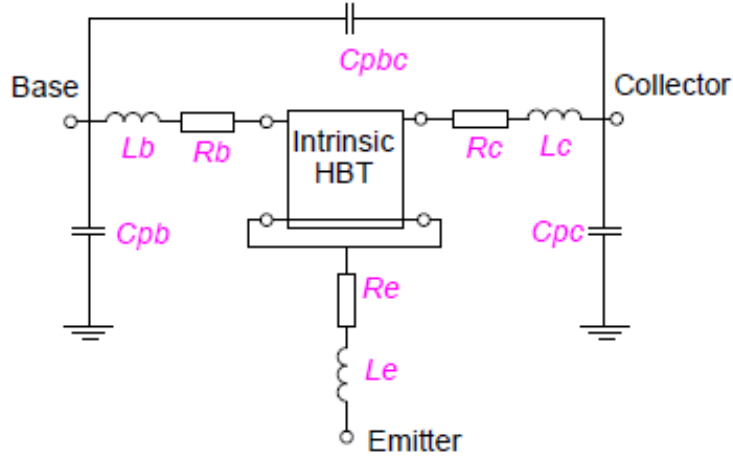 Cpbc
Base
Collector
Lb
Rb
Intrinsic
HBT
Rc
Lc
Cpb
Cpc
Re
Le
Emitter